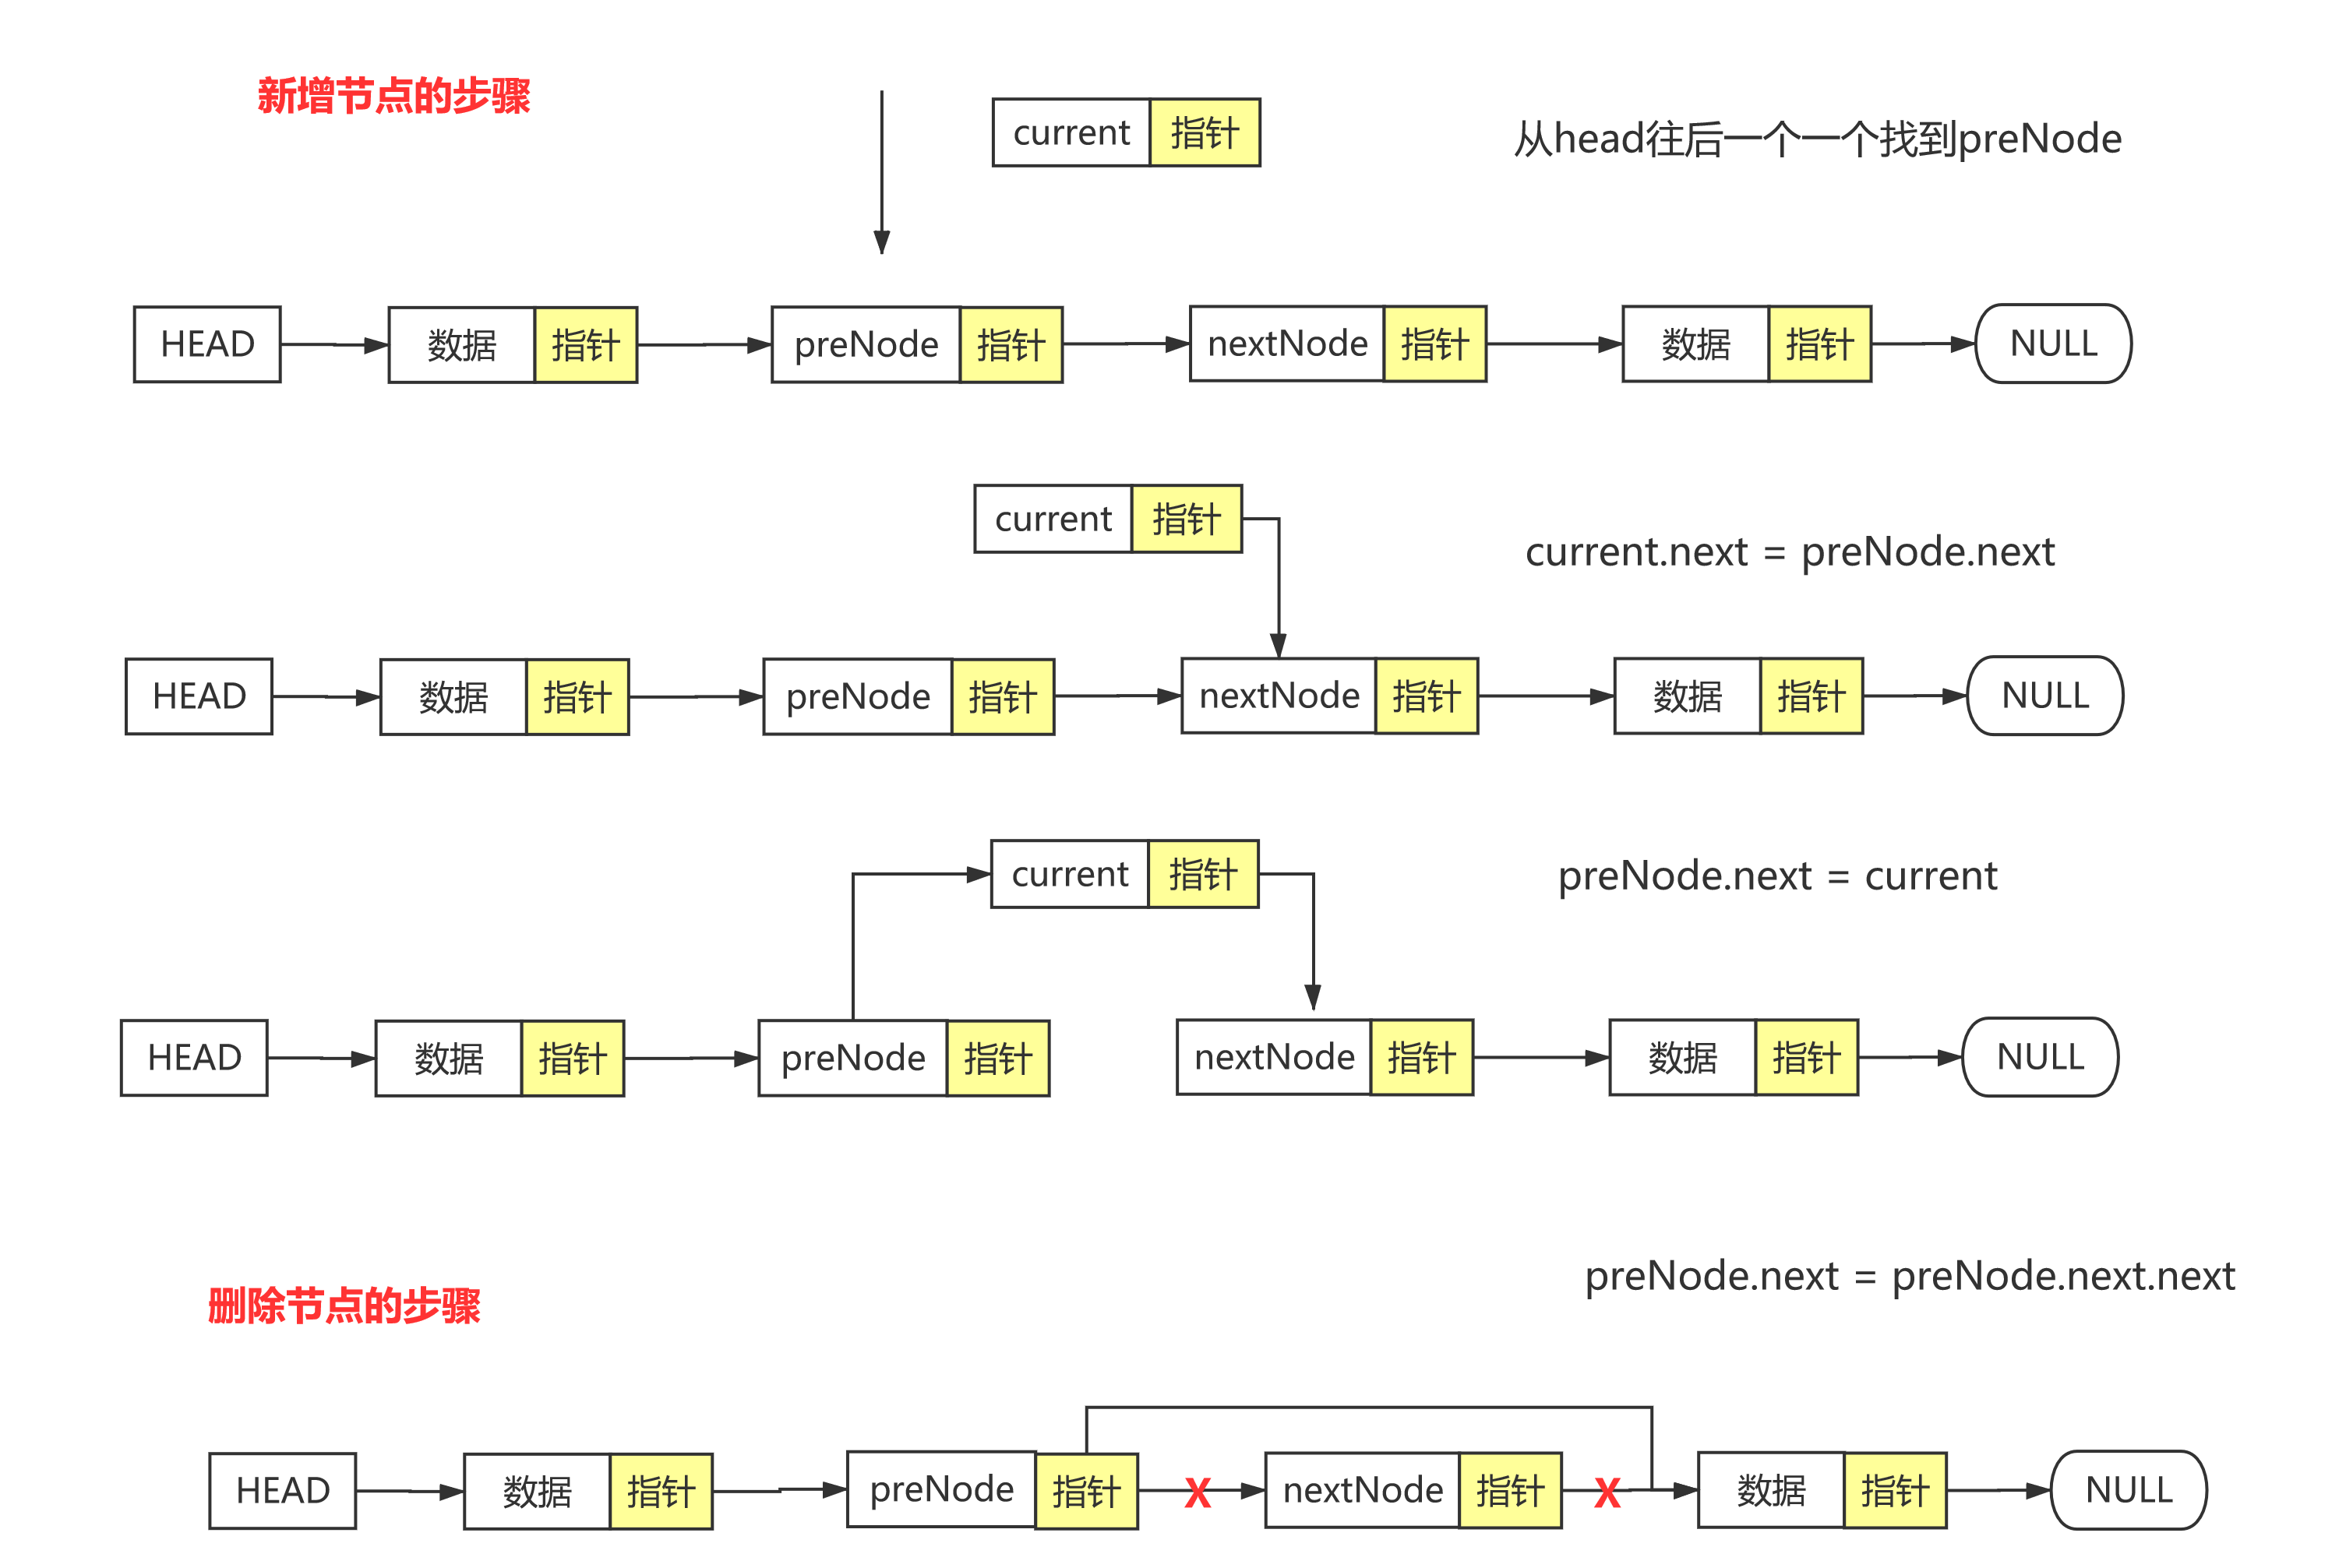 新增节点的步骤
current 指针
从head往后一个一个找到preNode
HEAD 数据 指针 preNode 指针 nextNode 指针 数据 指针 NULL
current 指针
current.next = preNode.next
HEAD 数据 指针 preNode 指针 nextNode 指针 数据 指针 NULL
current 指针
preNode.next = current
HEAD 数据 指针 preNode 指针 nextNode 指针 数据 指针 NULL
preNode.next = preNode.next.next
删除节点的步骤
HEAD 数据 指针 preNode 指针 X nextNode 指针 X 数据 指针 NULL